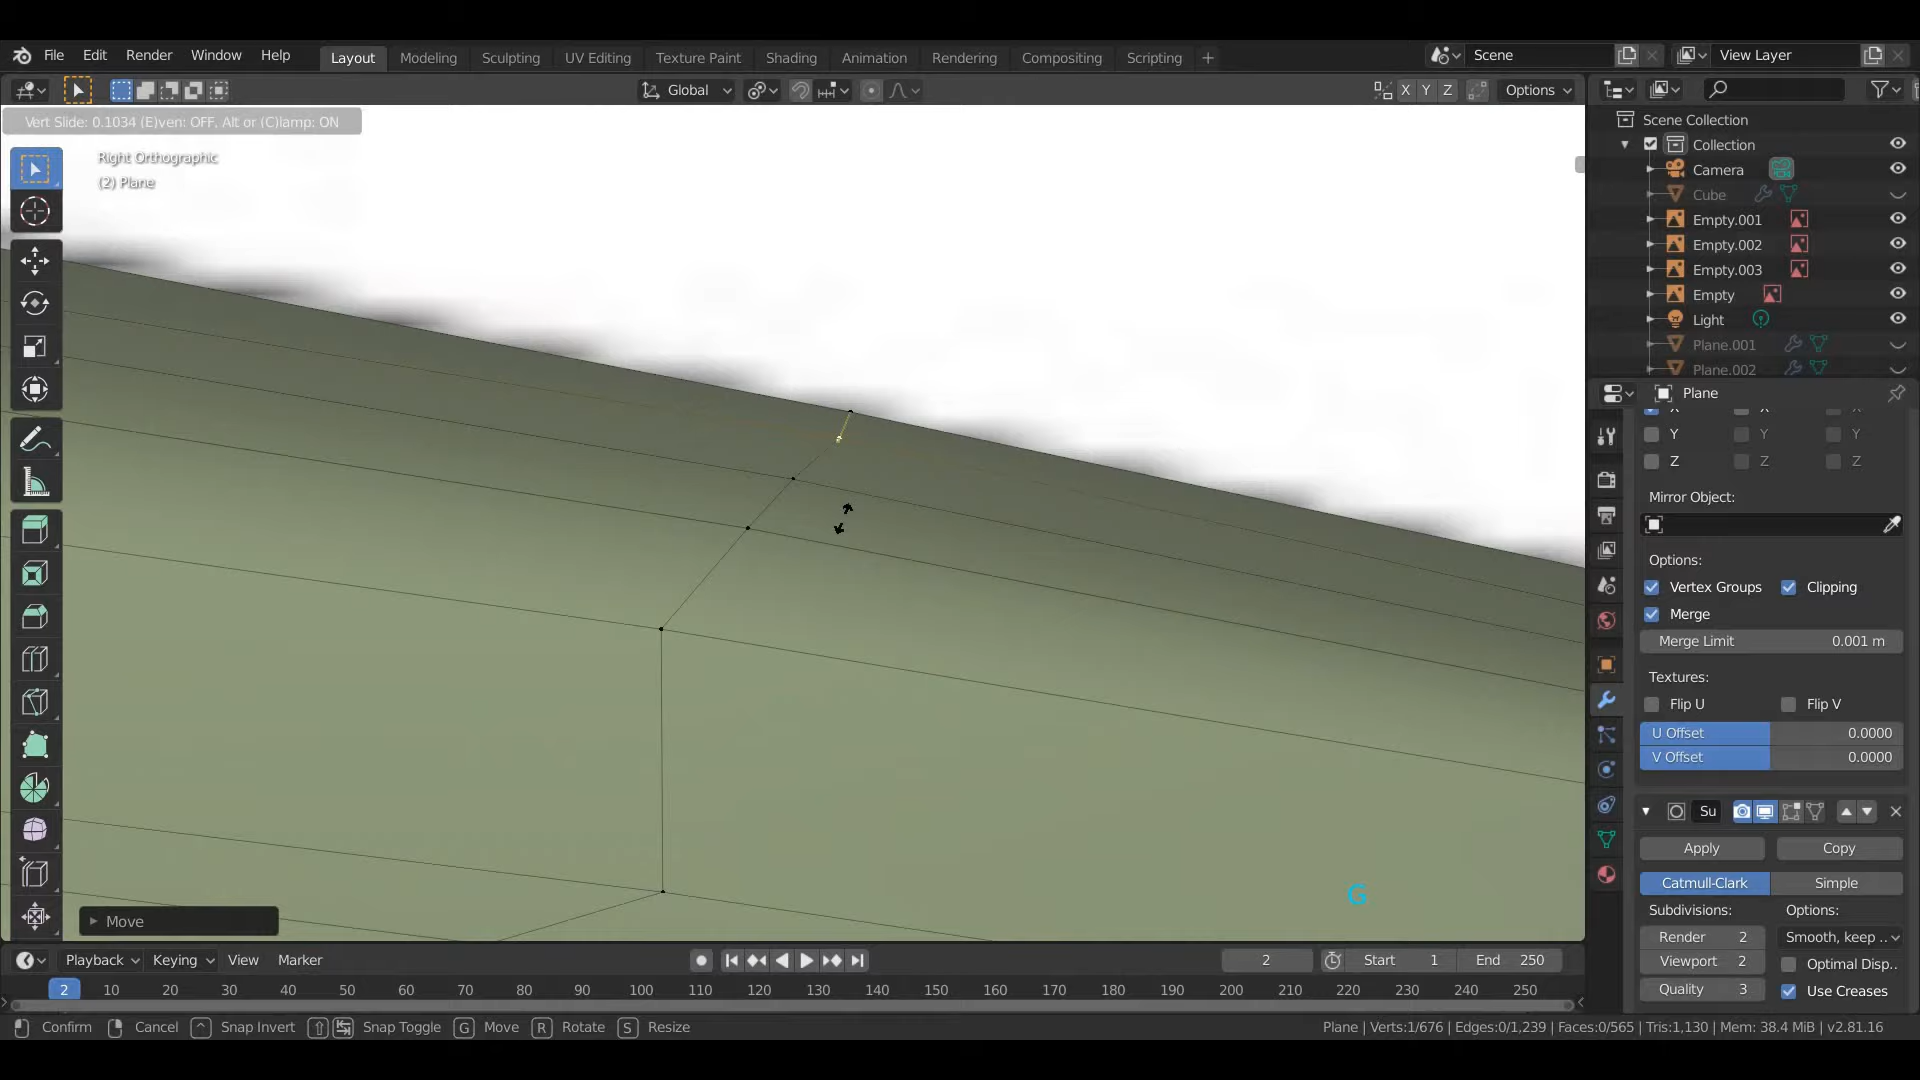 File Edit Render Window Help Layout Modeling Sculpting UV Editing Texture Paint Shading Animation Rendering Compositing Scripting + Scene View Layer
Global X Y Z Options
Vert Slide: 0.1034 (E)ven: OFF, Alt or (C)lamp: ON
Right Orthographic
(2) Plane
Scene Collection
Collection
Camera
Cube
Empty.001
Empty.002
Empty.003
Empty
Light
Plane.001
Plane.002
Plane
Y Y Y
Z Z Z
Mirror Object:
Options:
Vertex Groups Clipping
Merge
Merge Limit 0.001 m
Textures:
Flip U Flip V
U Offset 0.0000
V Offset 0.0000
Su
Apply Copy
Catmull-Clark Simple
Subdivisions: Options:
Render 2 Smooth, keep ..
Viewport 2 Optimal Disp..
Quality 3 Use Creases
G
Move
Playback Keying View Marker 2 Start 1 End 250
2 10 20 30 40 50 60 70 80 90 100 110 120 130 140 150 160 170 180 190 200 210 220 230 240 250
Confirm Cancel ^ Snap Invert Snap Toggle G Move R Rotate S Resize Plane | Verts:1/676 | Edges:0/1,239 | Faces:0/565 | Tris:1,130 | Mem: 38.4 MiB | v2.81.16